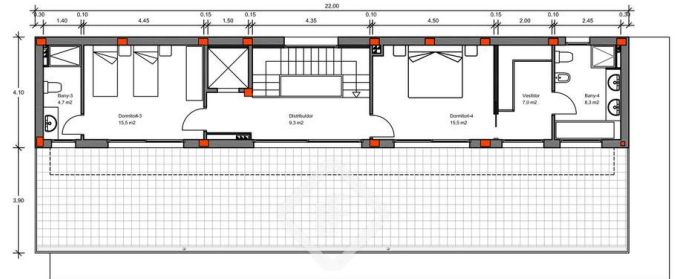 22.00
0.30 0.10 0.15 0.15 0.10 0.15 0.10 0.30
1.40 4.45 1.50 4.35 4.50 2.00 2.45
4.10
Bany-3
4,7 m²
Dormitori-3
15,5 m²
Distribuïdor
9.3 m²
Dormitori-4
15,5 m²
Vestidor
7,0 m²
Bany-4
8,3 m²
3.90